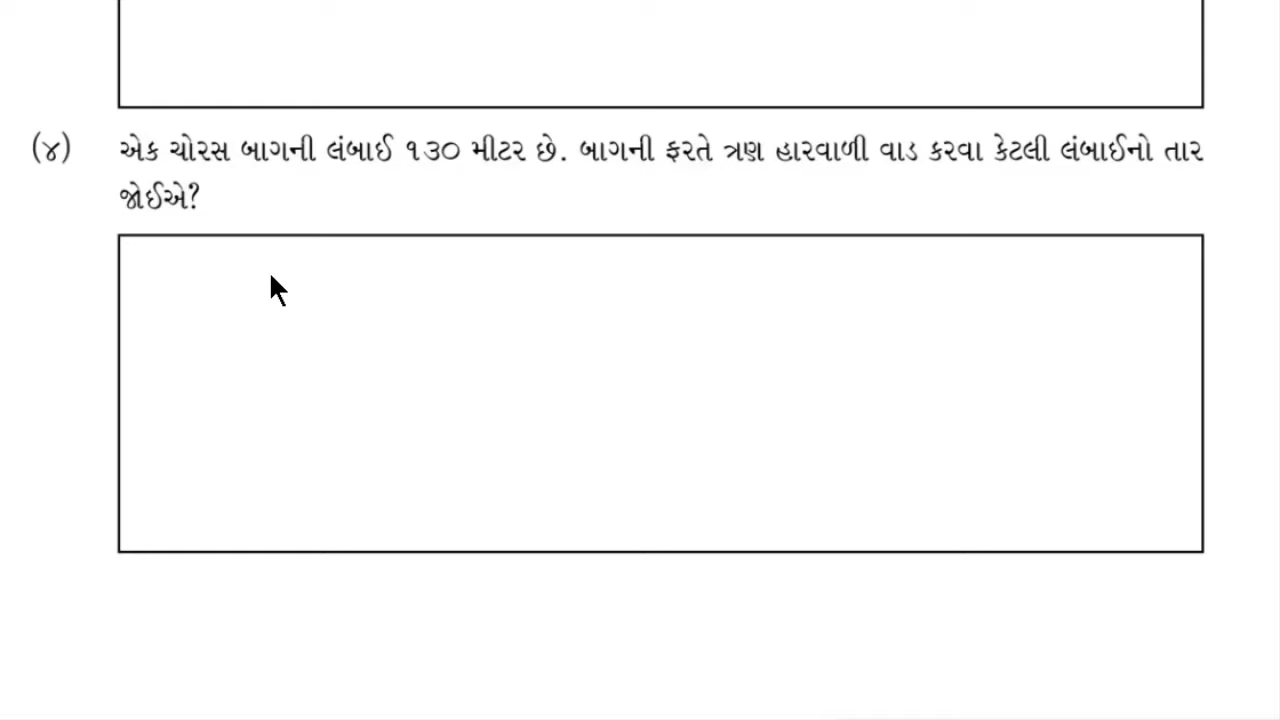 (૪) એક ચોરસ બાગની લંબાઈ ૧૩૦ મીટર છે. બાગની ફરતે ત્રણ હારવાળી વાડ કરવા કેટલી લંબાઈનો તાર
જોઈએ?